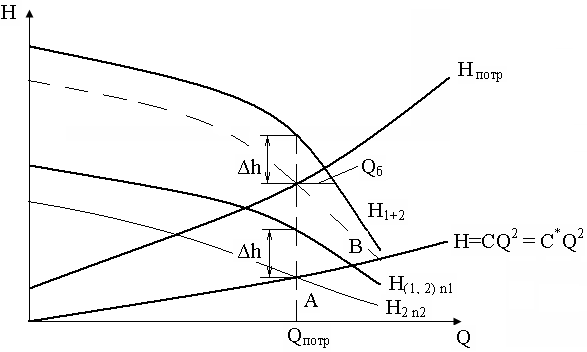 H
Hпотр
Δh
Qб
H1+2
B
H=CQ² = C*Q²
Δh
H(1, 2) n1
A
H2 n2
Qпотр
Q